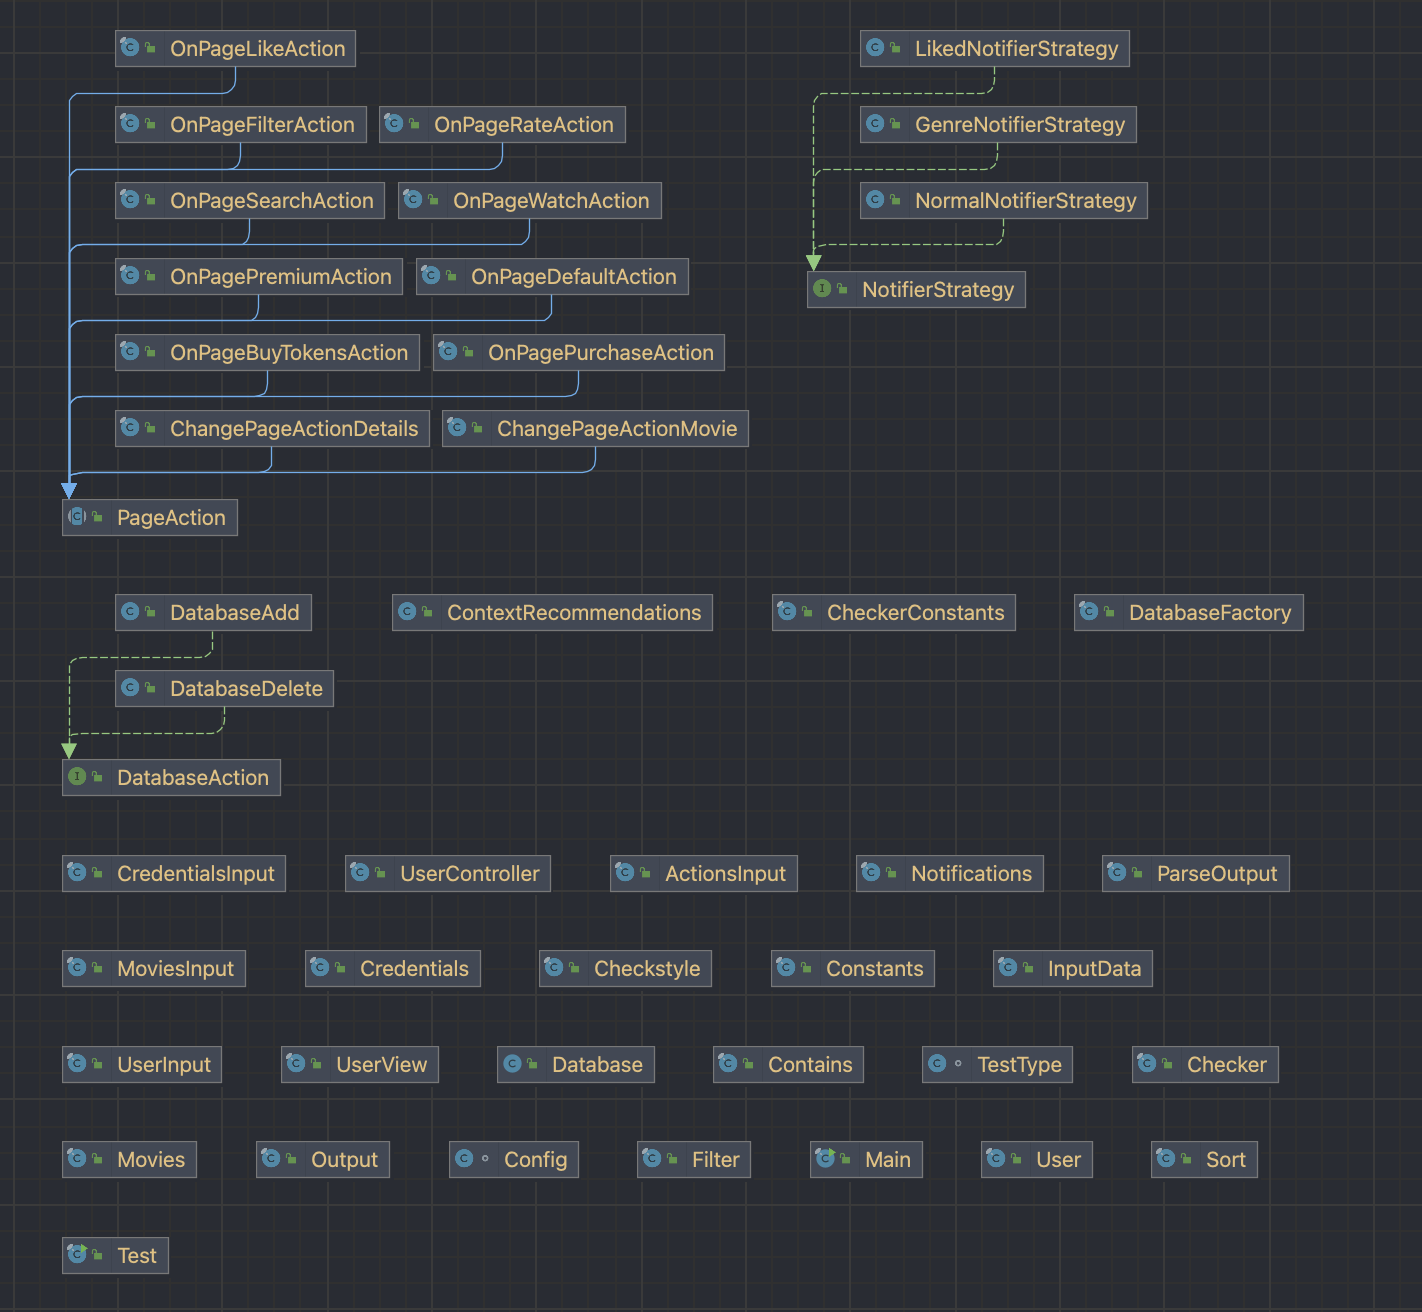 OnPageLikeAction
LikedNotifierStrategy
OnPageFilterAction
OnPageRateAction
GenreNotifierStrategy
OnPageSearchAction
OnPageWatchAction
NormalNotifierStrategy
OnPagePremiumAction
OnPageDefaultAction
NotifierStrategy
OnPageBuyTokensAction
OnPagePurchaseAction
ChangePageActionDetails
ChangePageActionMovie
PageAction
DatabaseAdd
ContextRecommendations
CheckerConstants
DatabaseFactory
DatabaseDelete
DatabaseAction
CredentialsInput
UserController
ActionsInput
Notifications
ParseOutput
MoviesInput
Credentials
Checkstyle
Constants
InputData
UserInput
UserView
Database
Contains
TestType
Checker
Movies
Output
Config
Filter
Main
User
Sort
Test